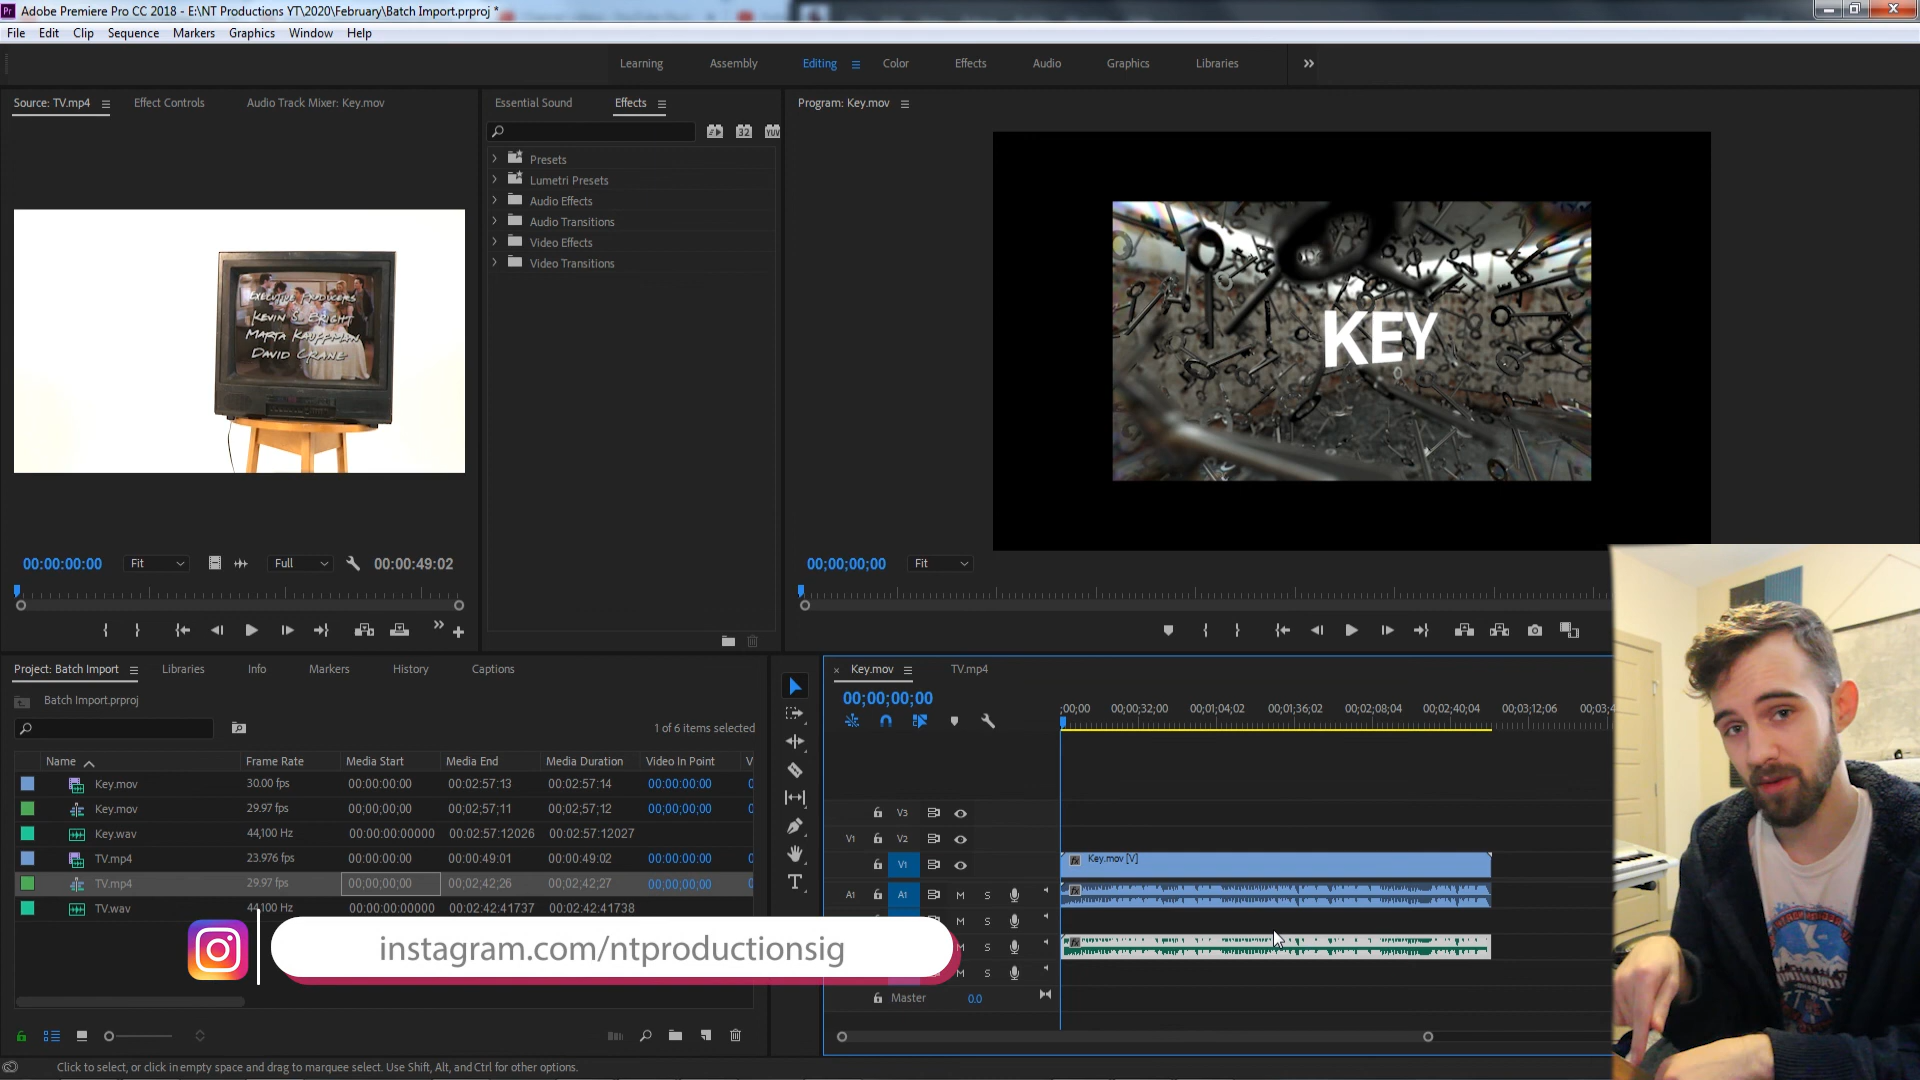 Adobe Premiere Pro CC 2018 - E:\NT Productions YT\2020\February\Batch Import.prproj *
File Edit Clip Sequence Markers Graphics Window Help
Learning Assembly Editing Color Effects Audio Graphics Libraries
Source: TV.mp4 Effect Controls Audio Track Mixer: Key.mov
Essential Sound Effects
Program: Key.mov
32 YUV
Presets
Lumetri Presets
Audio Effects
Audio Transitions
Video Effects
Video Transitions
EXECUTIVE PRODUCERS
KEVIN S. BRIGHT
MARTA KAUFFMAN
DAVID CRANE
KEY
00:00:00:00 Fit Full 00:00:49:02
00;00;00;00 Fit
Project: Batch Import Libraries Info Markers History Captions
Batch Import.prproj
1 of 6 items selected
Name Frame Rate Media Start Media End Media Duration Video In Point V
Key.mov 30.00 fps 00:00:00:00 00:02:57:13 00:02:57:14 00:00:00:00
Key.mov 29.97 fps 00;00;00;00 00;02;57;11 00;02;57;12 00;00;00;00
Key.wav 44,100 Hz 00:00:00:00000 00:02:57:12026 00:02:57:12027
TV.mp4 23.976 fps 00:00:00:00 00:00:49:01 00:00:49:02 00:00:00:00
TV.mp4 29.97 fps 00;00;00;00 00;02;42;26 00;02;42;27 00;00;00;00
TV.wav 44,100 Hz 00:00:00:00000 00:02:42:41737 00:02:42:41738
instagram.com/ntproductionsig
Key.mov TV.mp4
00;00;00;00
;00;00 00;00;32;00 00;01;04;02 00;01;36;02 00;02;08;04 00;02;40;04 00;03;12;06 00;03;4
V3
V1 V2
V1 Key.mov [V]
A1 A1 M S
M S
M S
M S
Master 0.0
Click to select, or click in empty space and drag to marquee select. Use Shift, Alt, and Ctrl for other options.